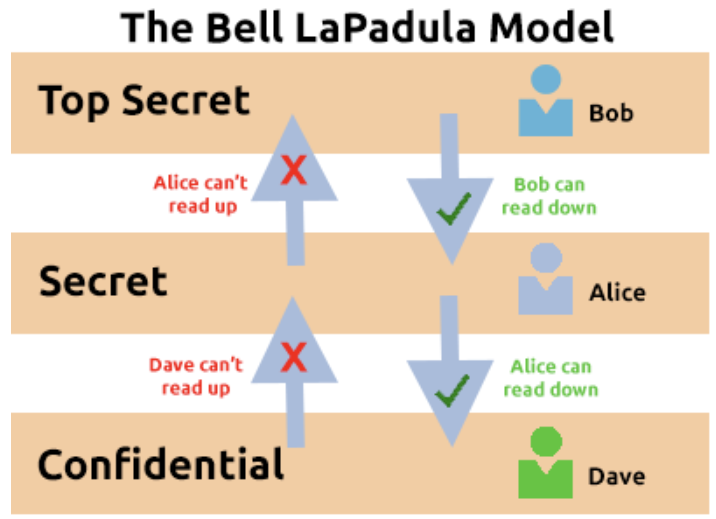 The Bell LaPadula Model
Top Secret
Bob
X
Alice can't
read up
Bob can
read down
Secret
Alice
X
Dave can't
read up
Alice can
read down
Confidential
Dave